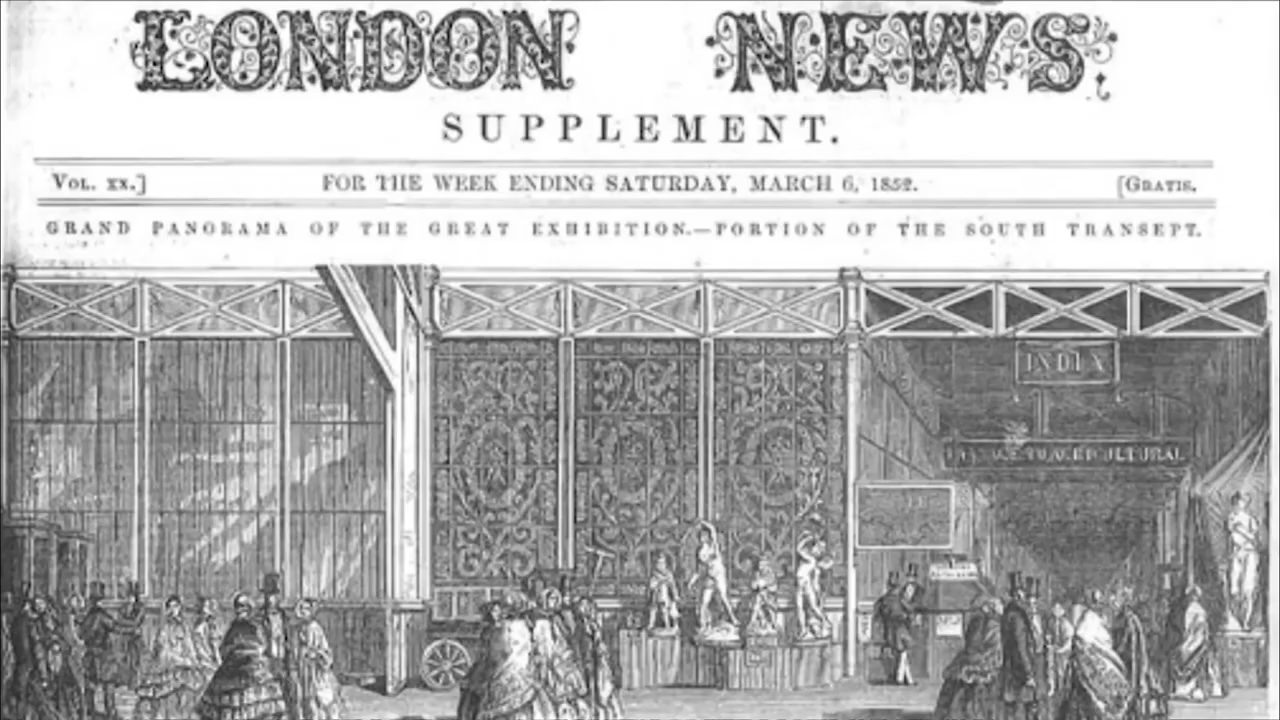 LONDON NEWS.
SUPPLEMENT.
VOL. XX.] FOR THE WEEK ENDING SATURDAY, MARCH 6, 1852. [GRATIS.
GRAND PANORAMA OF THE GREAT EXHIBITION.—PORTION OF THE SOUTH TRANSEPT.
INDIA
AGRICULTURAL